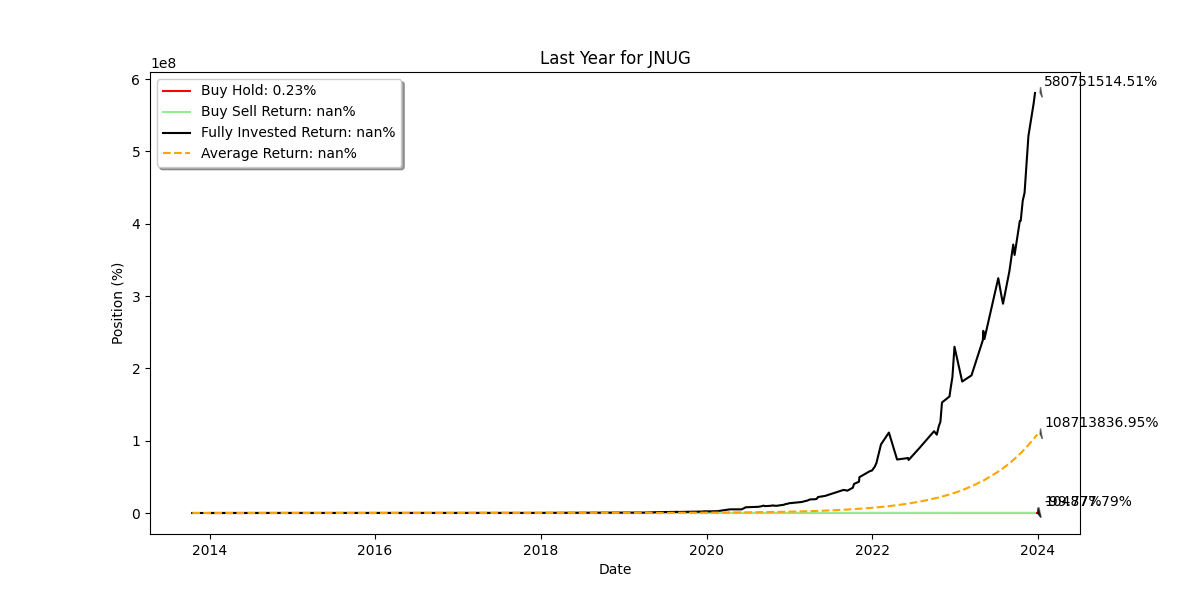 Last Year for JNUG
1e8
6
5
4
3
2
1
0
Position (%)
Buy Hold: 0.23%
Buy Sell Return: nan%
Fully Invested Return: nan%
Average Return: nan%
580751514.51%
108713836.95%
2014
2016
2018
2020
2022
2024
Date